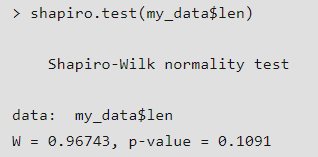 > shapiro.test(my_data$len)
Shapiro-Wilk normality test
data:  my_data$len
W = 0.96743, p-value = 0.1091